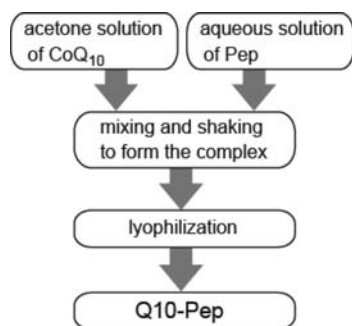 acetone solution
of CoQ10
aqueous solution
of Pep
mixing and shaking
to form the complex
lyophilization
Q10-Pep